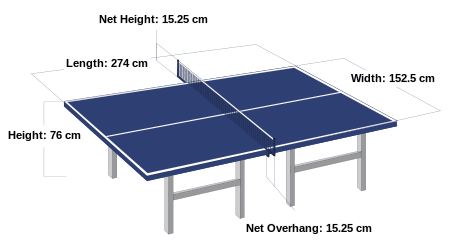 Net Height: 15.25 cm
Length: 274 cm
Width: 152.5 cm
Height: 76 cm
Net Overhang: 15.25 cm